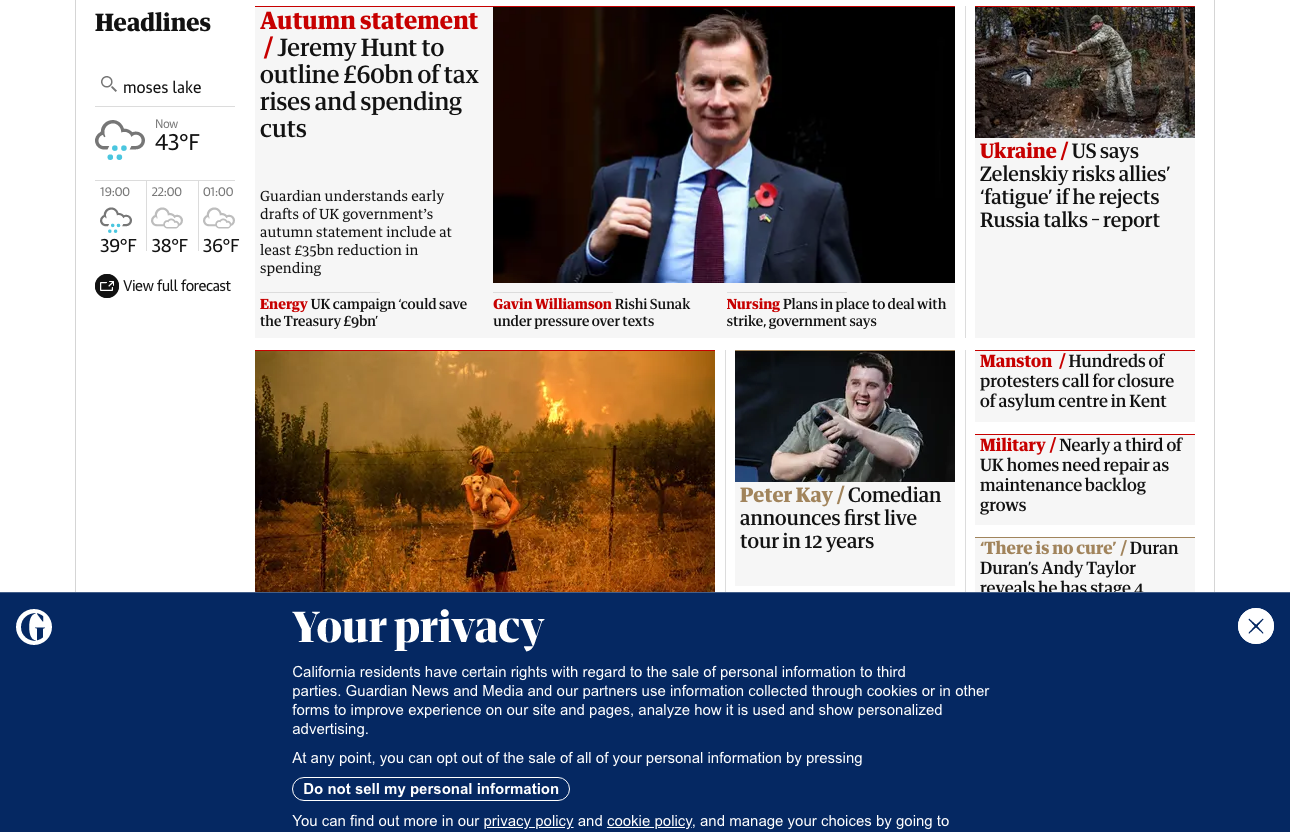 Headlines
moses lake
Now
43°F
19:00
22:00
01:00
39°F
38°F
36°F
View full forecast
Autumn statement
/ Jeremy Hunt to
outline £60bn of tax
rises and spending
cuts
Guardian understands early
drafts of UK government's
autumn statement include at
least £35bn reduction in
spending
Energy UK campaign 'could save
the Treasury £9bn'
Gavin Williamson Rishi Sunak
under pressure over texts
Nursing Plans in place to deal with
strike, government says
Ukraine / US says
Zelenskiy risks allies'
'fatigue' if he rejects
Russia talks – report
Peter Kay / Comedian
announces first live
tour in 12 years
Manston / Hundreds of
protesters call for closure
of asylum centre in Kent
Military / Nearly a third of
UK homes need repair as
maintenance backlog
grows
'There is no cure' / Duran
Duran's Andy Taylor
reveals he has stage 4
G
Your privacy
California residents have certain rights with regard to the sale of personal information to third
parties. Guardian News and Media and our partners use information collected through cookies or in other
forms to improve experience on our site and pages, analyze how it is used and show personalized
advertising.
At any point, you can opt out of the sale of all of your personal information by pressing
Do not sell my personal information
You can find out more in our privacy policy and cookie policy, and manage your choices by going to